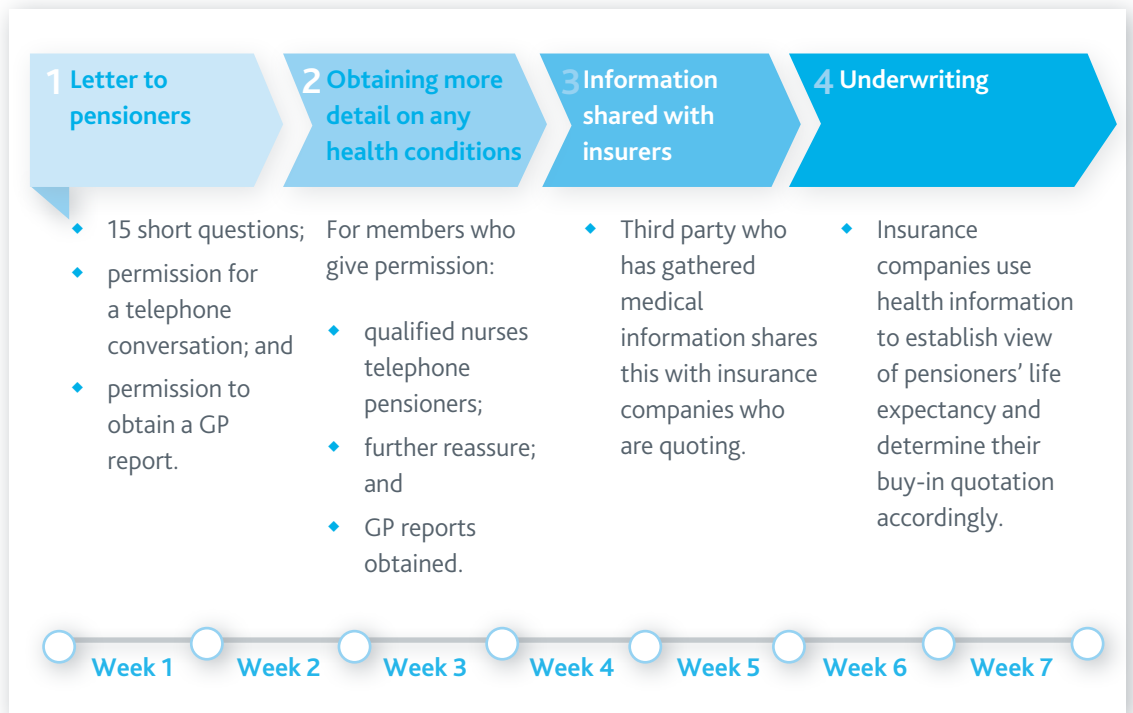 1 Letter to
pensioners
2 Obtaining more
detail on any
health conditions
3 Information
shared with
insurers
4 Underwriting
◆ 15 short questions;
◆ permission for
a telephone
conversation; and
◆ permission to
obtain a GP
report.
For members who
give permission:
◆ qualified nurses
telephone
pensioners;
◆ further reassure;
and
◆ GP reports
obtained.
◆ Third party who
has gathered
medical
information shares
this with insurance
companies who
are quoting.
◆ Insurance
companies use
health information
to establish view
of pensioners’ life
expectancy and
determine their
buy-in quotation
accordingly.
Week 1 Week 2 Week 3 Week 4 Week 5 Week 6 Week 7